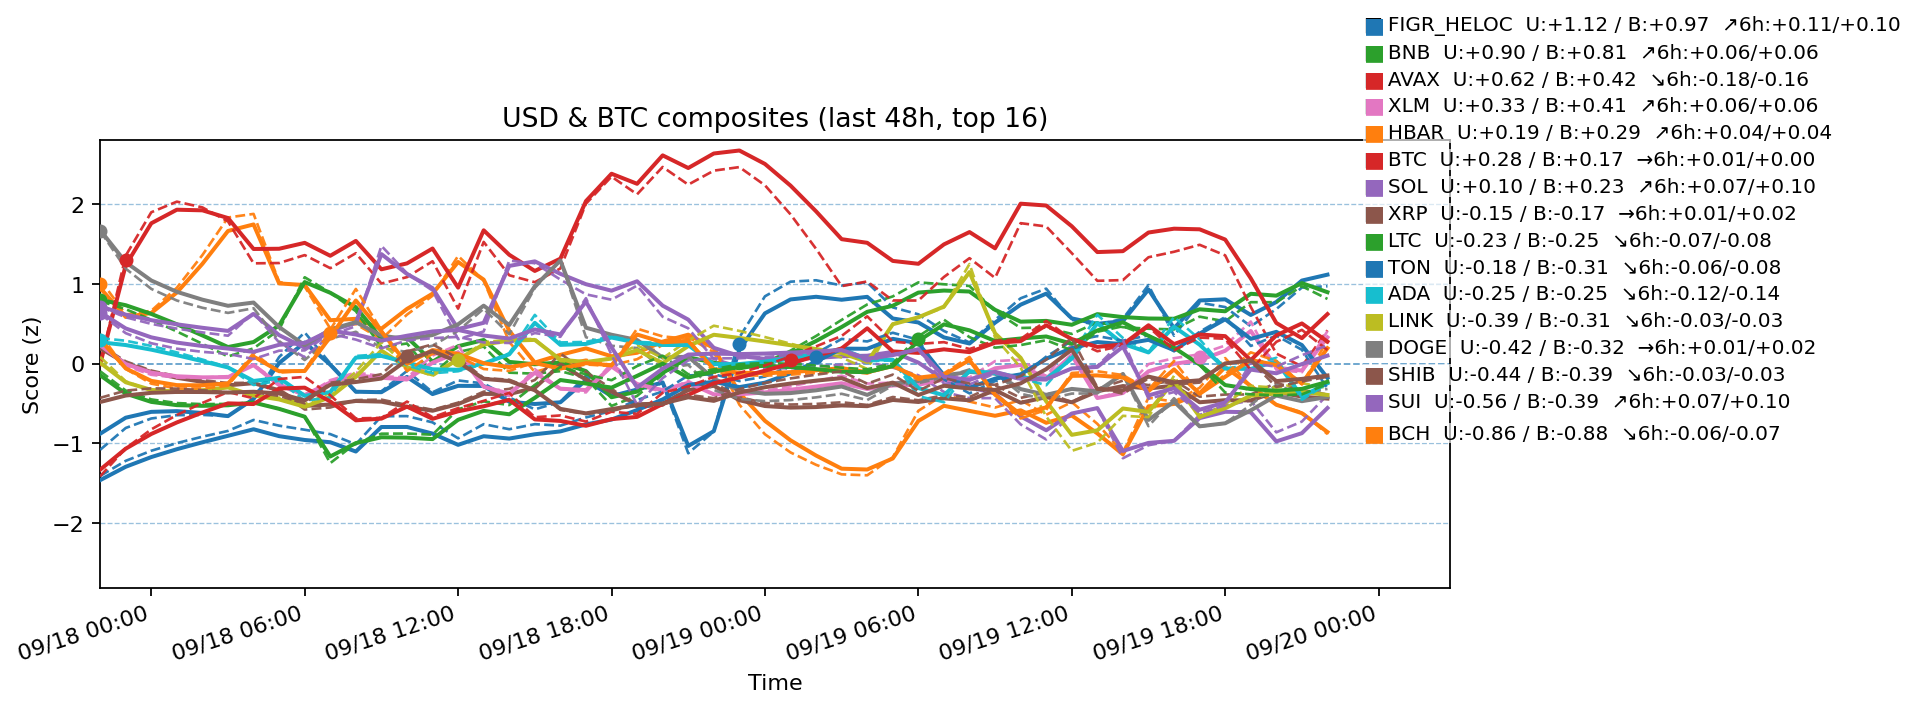 FIGR_HELOC U:+1.12 / B:+0.97 ↗6h:+0.11/+0.10
BNB U:+0.90 / B:+0.81 ↗6h:+0.06/+0.06
AVAX U:+0.62 / B:+0.42 ↘6h:-0.18/-0.16
XLM U:+0.33 / B:+0.41 ↗6h:+0.06/+0.06
HBAR U:+0.19 / B:+0.29 ↗6h:+0.04/+0.04
BTC U:+0.28 / B:+0.17 →6h:+0.01/+0.00
SOL U:+0.10 / B:+0.23 ↗6h:+0.07/+0.10
XRP U:-0.15 / B:-0.17 →6h:+0.01/+0.02
LTC U:-0.23 / B:-0.25 ↘6h:-0.07/-0.08
TON U:-0.18 / B:-0.31 ↘6h:-0.06/-0.08
ADA U:-0.25 / B:-0.25 ↘6h:-0.12/-0.14
LINK U:-0.39 / B:-0.31 ↘6h:-0.03/-0.03
DOGE U:-0.42 / B:-0.32 →6h:+0.01/+0.02
SHIB U:-0.44 / B:-0.39 ↘6h:-0.03/-0.03
SUI U:-0.56 / B:-0.39 ↗6h:+0.07/+0.10
BCH U:-0.86 / B:-0.88 ↘6h:-0.06/-0.07
USD & BTC composites (last 48h, top 16)
Score (z)
2
1
0
−1
−2
09/18 00:00
09/18 06:00
09/18 12:00
09/18 18:00
09/19 00:00
09/19 06:00
09/19 12:00
09/19 18:00
09/20 00:00
Time